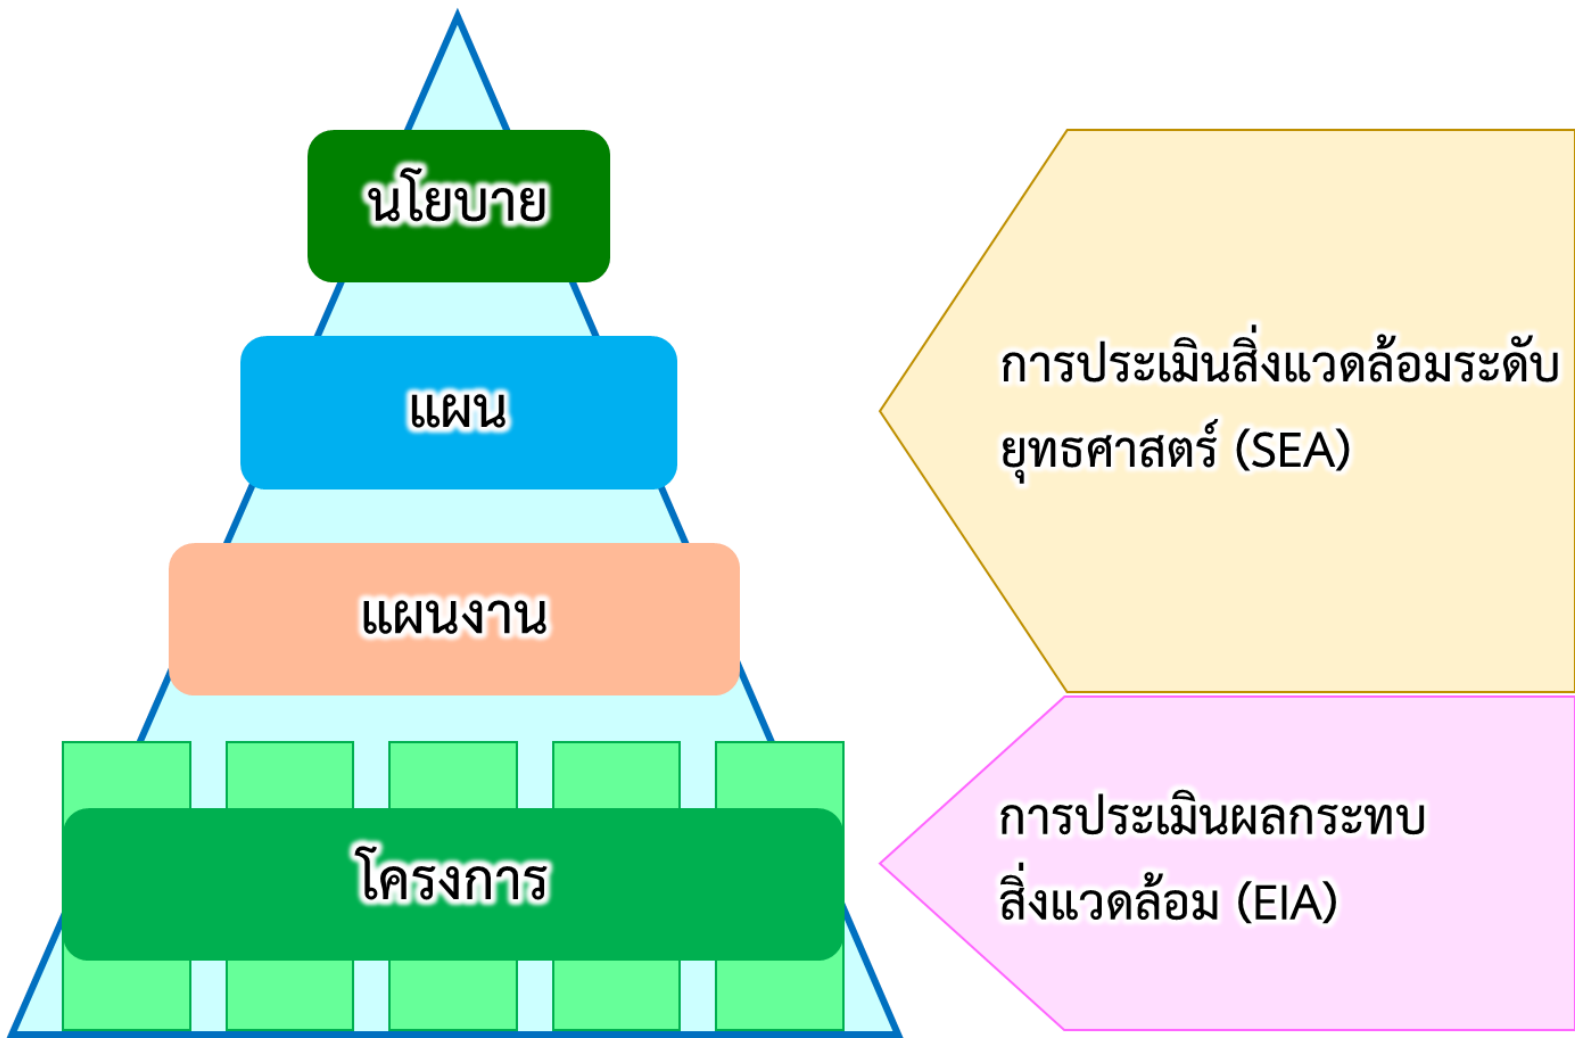 นโยบาย
แผน
แผนงาน
โครงการ
การประเมินสิ่งแวดล้อมระดับ
ยุทธศาสตร์ (SEA)
การประเมินผลกระทบ
สิ่งแวดล้อม (EIA)